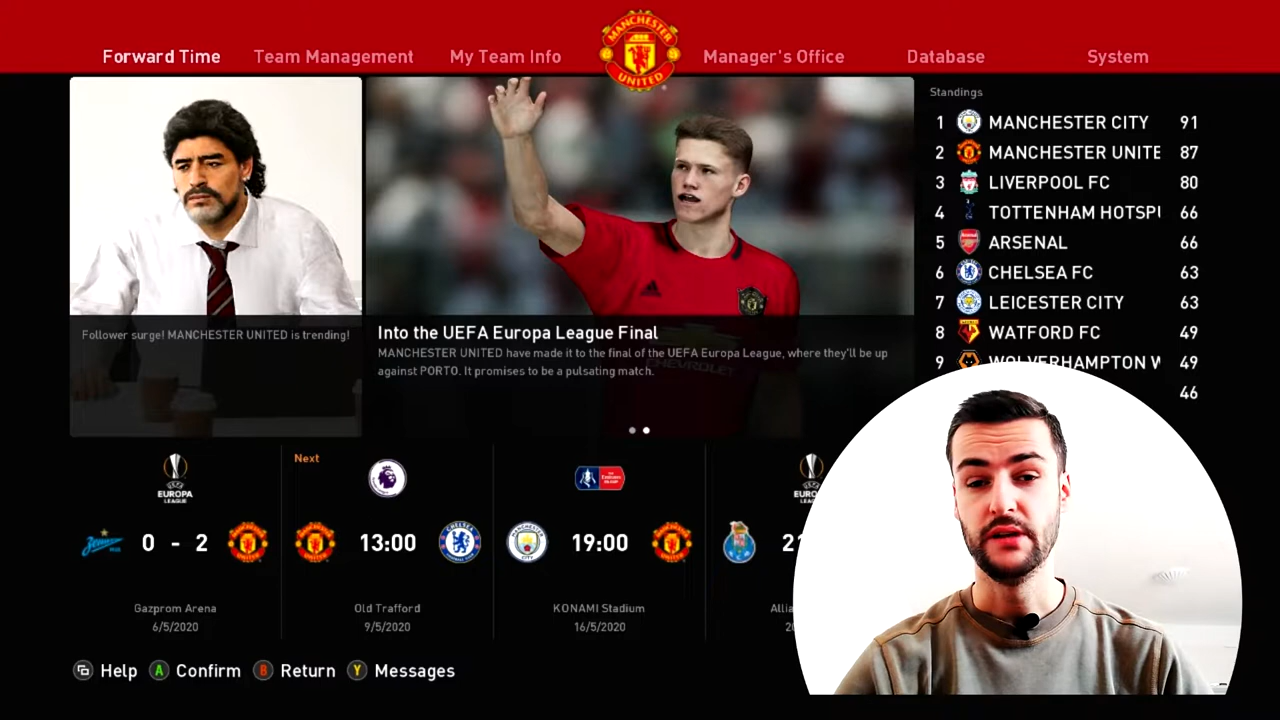 Forward Time
Team Management
My Team Info
MANCHESTER
UNITED
Manager's Office
Database
System
Standings
1 MANCHESTER CITY 91
2 MANCHESTER UNITE 87
3 LIVERPOOL FC 80
4 TOTTENHAM HOTSPU 66
5 ARSENAL 66
6 CHELSEA FC 63
7 LEICESTER CITY 63
8 WATFORD FC 49
9 WOLVERHAMPTON W 49
46
Follower surge! MANCHESTER UNITED is trending!
Into the UEFA Europa League Final
MANCHESTER UNITED have made it to the final of the UEFA Europa League, where they'll be up
against PORTO. It promises to be a pulsating match.
CHEVROLET
UEFA
EUROPA
LEAGUE
0 - 2
Gazprom Arena
6/5/2020
Next
13:00
Old Trafford
9/5/2020
19:00
KONAMI Stadium
16/5/2020
Help
A Confirm
B Return
Y Messages